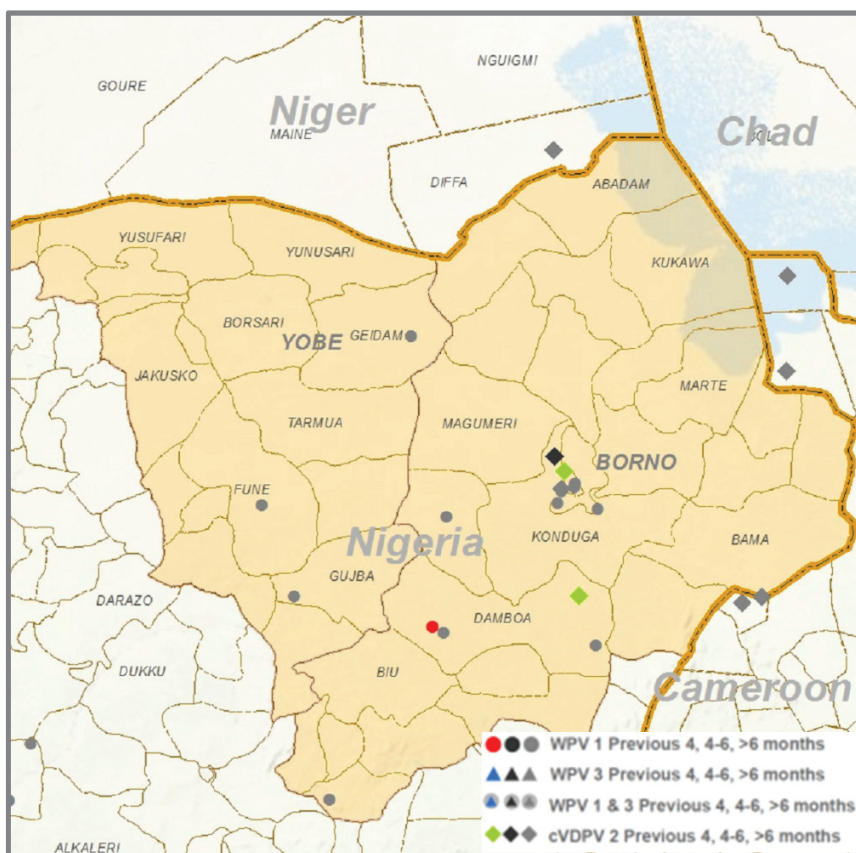 NGUIGMI
GOURE
Niger
Chad
MAINE
DIFFA
ABADAM
YUSUFARI
YUNUSARI
KUKAWA
BORSARI
GEIDAM
YOBE
JAKUSKO
MARTE
TARMUA
MAGUMERI
BORNO
FUNE
Nigeria
KONDUGA
BAMA
GUJBA
DARAZO
DAMBOA
DUKKU
BIU
Cameroon
WPV 1 Previous 4, 4-6, >6 months
WPV 3 Previous 4, 4-6, >6 months
WPV 1 & 3 Previous 4, 4-6, >6 months
cVDPV 2 Previous 4, 4-6, >6 months
ALKALERI